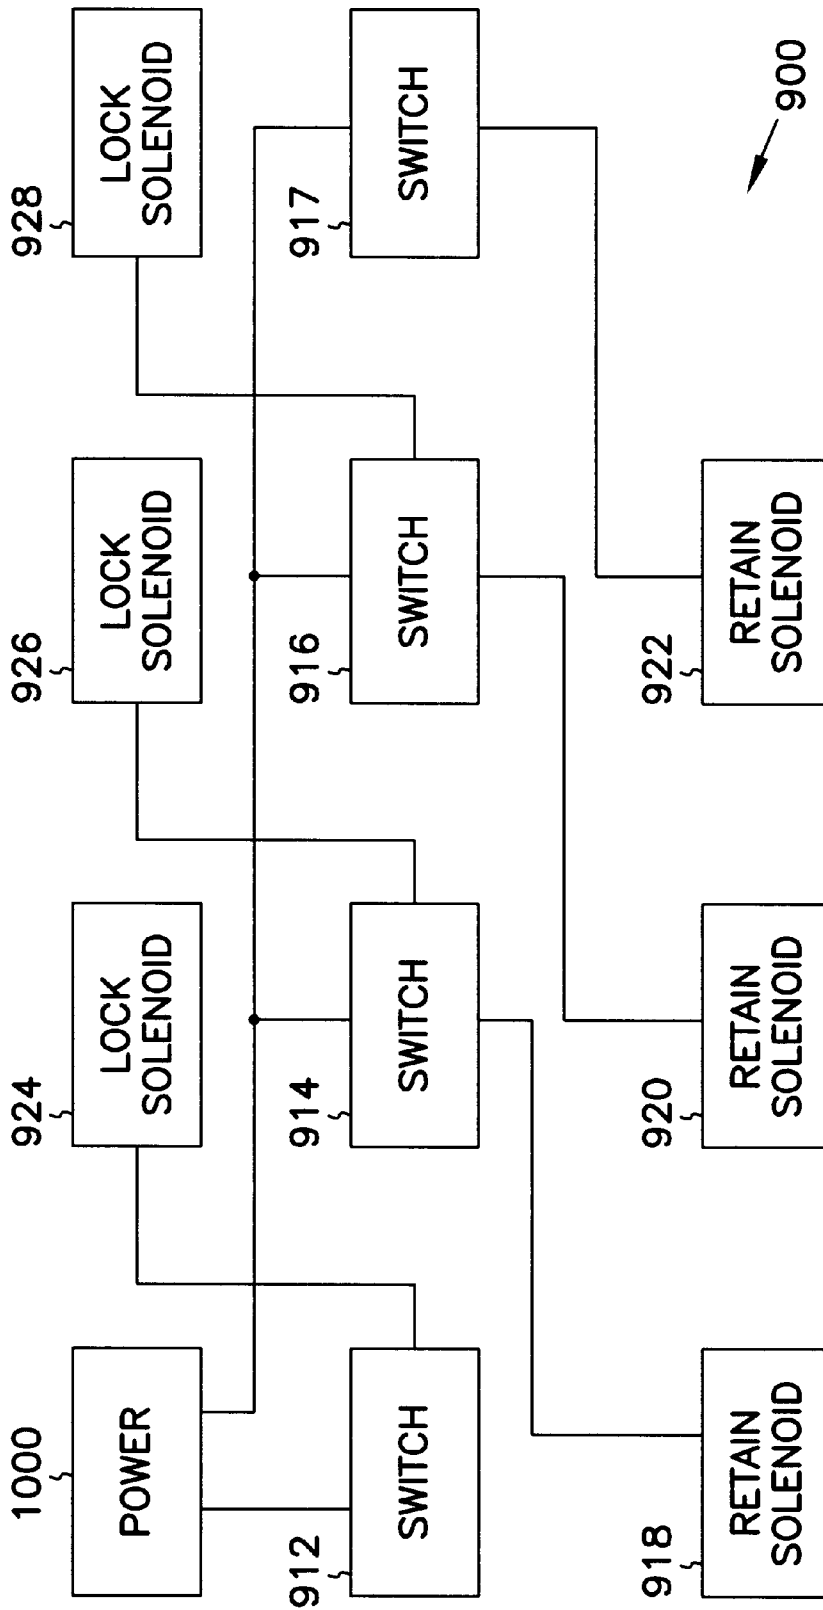 1000
POWER
924
LOCK
SOLENOID
926
LOCK
SOLENOID
928
LOCK
SOLENOID
912
SWITCH
914
SWITCH
916
SWITCH
917
SWITCH
918
RETAIN
SOLENOID
920
RETAIN
SOLENOID
922
RETAIN
SOLENOID
900